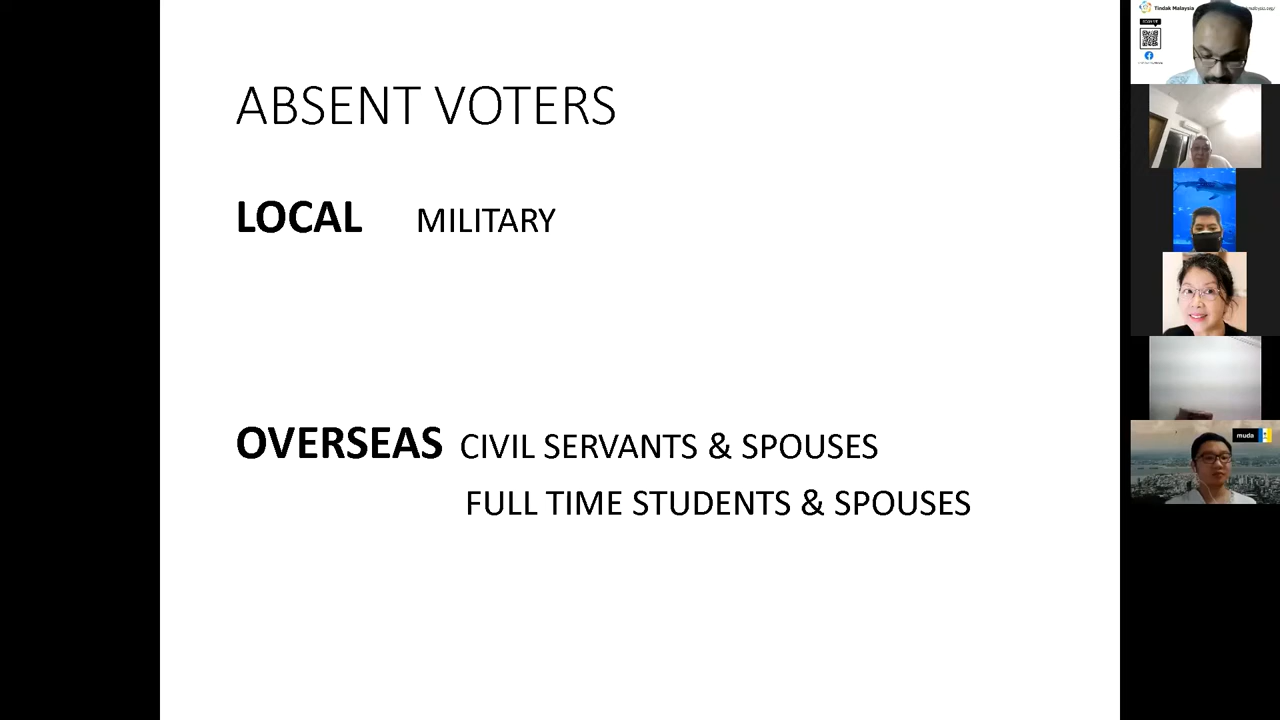 ABSENT VOTERS
LOCAL MILITARY
OVERSEAS CIVIL SERVANTS & SPOUSES
FULL TIME STUDENTS & SPOUSES
Tindak Malaysia
muda